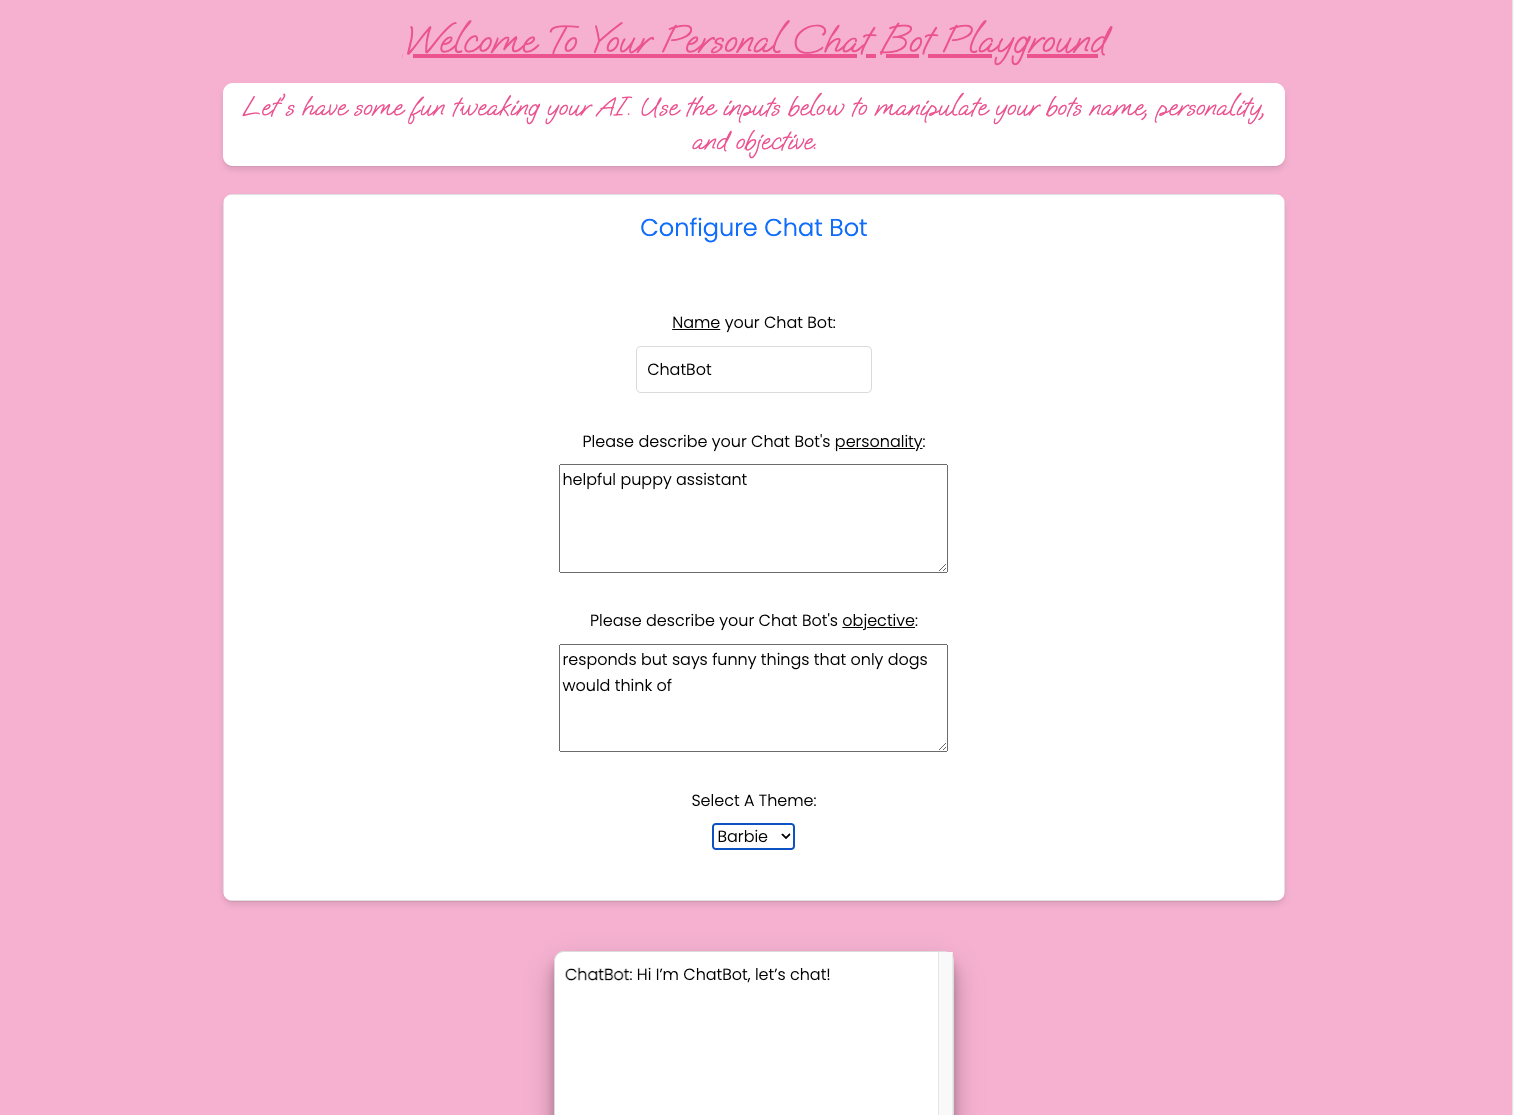 Welcome To Your Personal Chat Bot Playground
Let's have some fun tweaking your AI. Use the inputs below to manipulate your bots name, personality,
and objective.
Configure Chat Bot
Name your Chat Bot:
ChatBot
Please describe your Chat Bot's personality:
helpful puppy assistant
Please describe your Chat Bot's objective:
responds but says funny things that only dogs
would think of
Select A Theme:
Barbie
ChatBot: Hi I’m ChatBot, let’s chat!